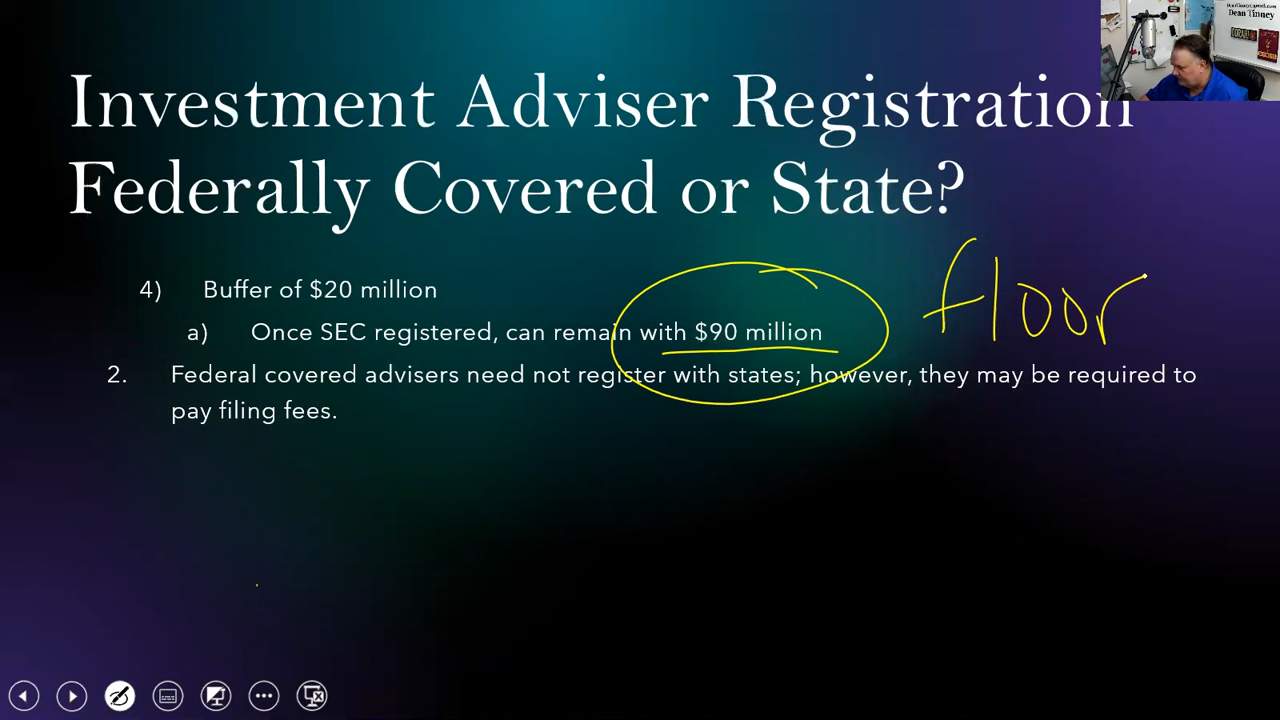 Dean Tinney
Investment Adviser Registration
Federally Covered or State?
4) Buffer of $20 million
a) Once SEC registered, can remain with $90 million
floor
2. Federal covered advisers need not register with states; however, they may be required to
pay filing fees.